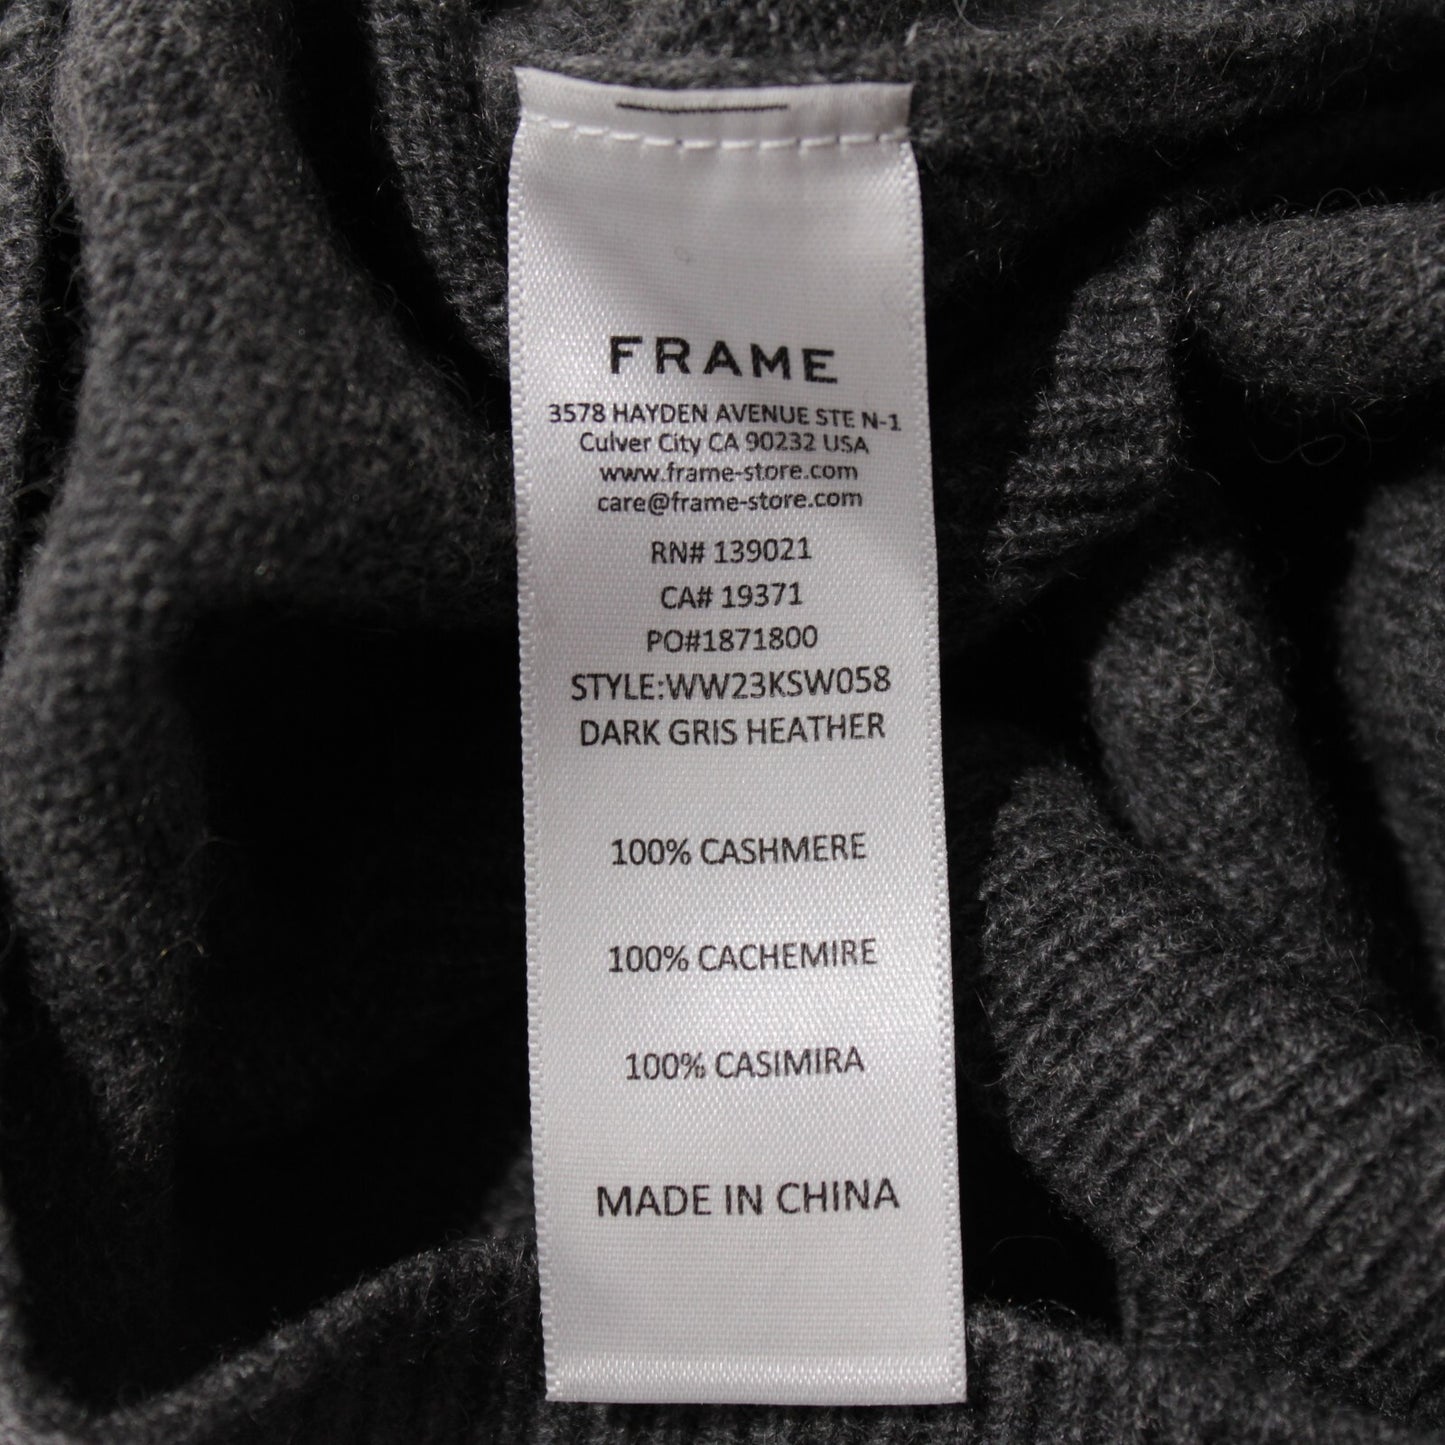 FRAME
3578 HAYDEN AVENUE STE N-1
Culver City CA 90232 USA
www.frame-store.com
care@frame-store.com
RN# 139021
CA# 19371
PO#1871800
STYLE:WW23KSW058
DARK GRIS HEATHER
100% CASHMERE
100% CACHEMIRE
100% CASIMIRA
MADE IN CHINA